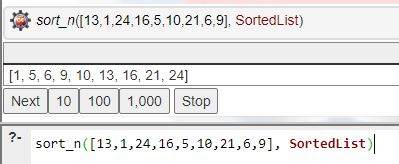 sort_n([13,1,24,16,5,10,21,6,9], SortedList)
[1, 5, 6, 9, 10, 13, 16, 21, 24]
Next 10 100 1,000 Stop
?- sort_n([13,1,24,16,5,10,21,6,9], SortedList)